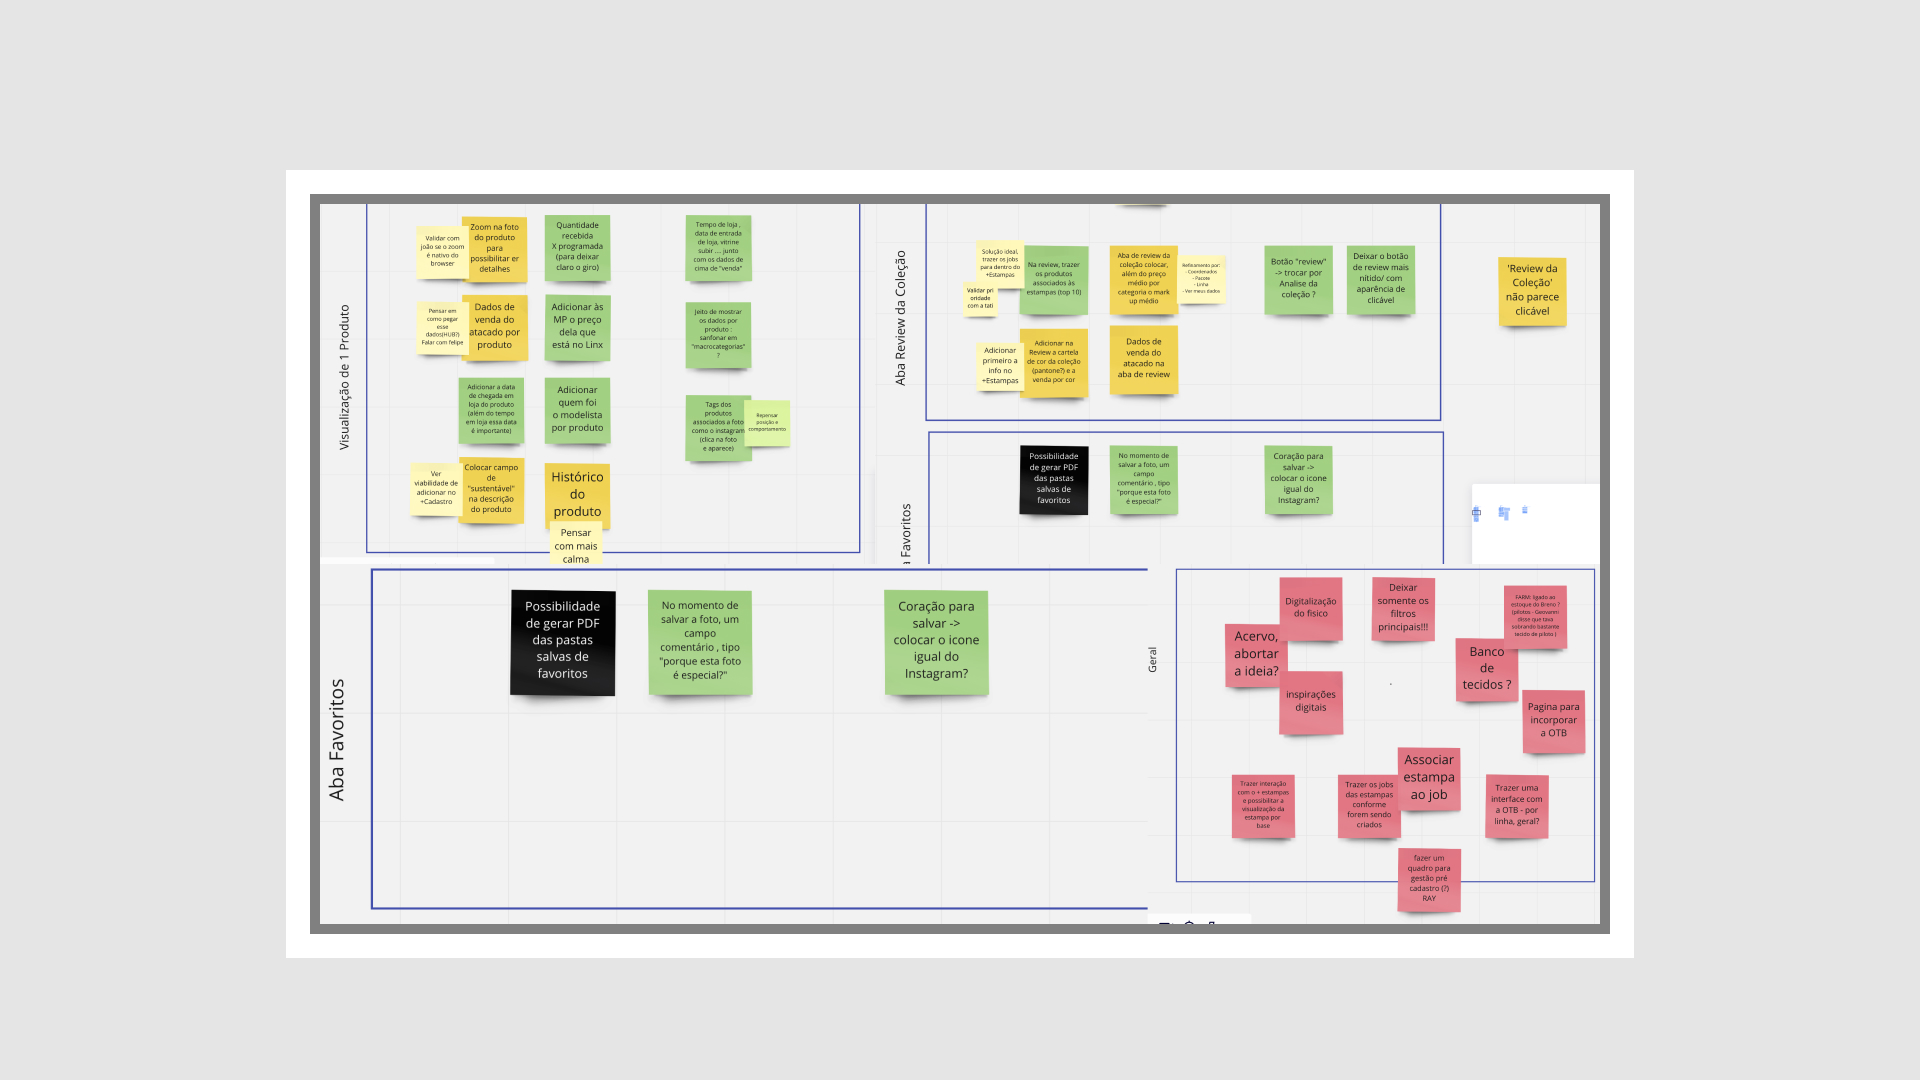 Visualização de 1 Produto
Validar com
joão se o zoom
é nativo do
browser
Zoom na foto
do produto
para
possibilitar er
detalhes
Quantidade
recebida
X programada
(para deixar
claro o giro)
Tempo de loja ,
data de entrada
de loja, vitrine
subir .... junto
com os dados de
cima de "venda"
Pensar em
como pegar
esse
dados(HUB?)
Falar com felipe
Dados de
venda do
atacado por
produto
Adicionar às
MP o preço
dela que
está no Linx
Jeito de mostrar
os dados por
produto :
sanfonar em
"macrocategorias"
?
Adicionar a data
de chegada em
loja do produto
(além do tempo
em loja essa data
é importante)
Adicionar
quem foi
o modelista
por produto
Tags dos
produtos
associados a foto
como o instagram
(clica na foto
e aparece)
Repensar
posição e
comportamento
Ver
viabilidade de
adicionar no
+Cadastro
Colocar campo
de
"sustentável"
na descrição
do produto
Histórico
do
produto
Pensar
com mais
calma
Aba Review da Coleção
Solução ideal,
trazer os jobs
para dentro do
+Estampas
Validar pri
oridade
com a tati
Na review, trazer
os produtos
associados às
estampas (top 10)
Aba de review da
coleção colocar,
além do preço
médio por
categoria o mark
up médio
Refinamento por:
- Coordenados
- Pacote
- Linha
- Ver meus dados
Botão "review"
-> trocar por
Analise da
coleção ?
Deixar o botão
de review mais
nítido/ com
aparência de
clicável
'Review da
Coleção'
não parece
clicável
Adicionar
primeiro a
info no
+Estampas
Adicionar na
Review a cartela
de cor da coleção
(pantone?) e a
venda por cor
Dados de
venda do
atacado na
aba de review
a Favoritos
Possibilidade
de gerar PDF
das pastas
salvas de
favoritos
No momento de
salvar a foto, um
campo
comentário , tipo
"porque esta foto
é especial?"
Coração para
salvar ->
colocar o icone
igual do
Instagram?
Aba Favoritos
Possibilidade
de gerar PDF
das pastas
salvas de
favoritos
No momento de
salvar a foto, um
campo
comentário , tipo
"porque esta foto
é especial?"
Coração para
salvar ->
colocar o icone
igual do
Instagram?
Geral
Digitalização
do fisico
Deixar
somente os
filtros
principais!!!
FARM: ligado ao
estoque do Breno ?
(pilotos - Geovanni
disse que tava
sobrando bastante
tecido de piloto )
Acervo,
abortar
a ideia?
inspirações
digitais
Banco
de
tecidos ?
Pagina para
incorporar
a OTB
Associar
estampa
ao job
Trazer interação
com o + estampas
e possibilitar a
visualização da
estampa por
base
Trazer os jobs
das estampas
conforme
forem sendo
criados
Trazer uma
interface com
a OTB - por
linha, geral?
fazer um
quadro para
gestão pré
cadastro (?)
RAY